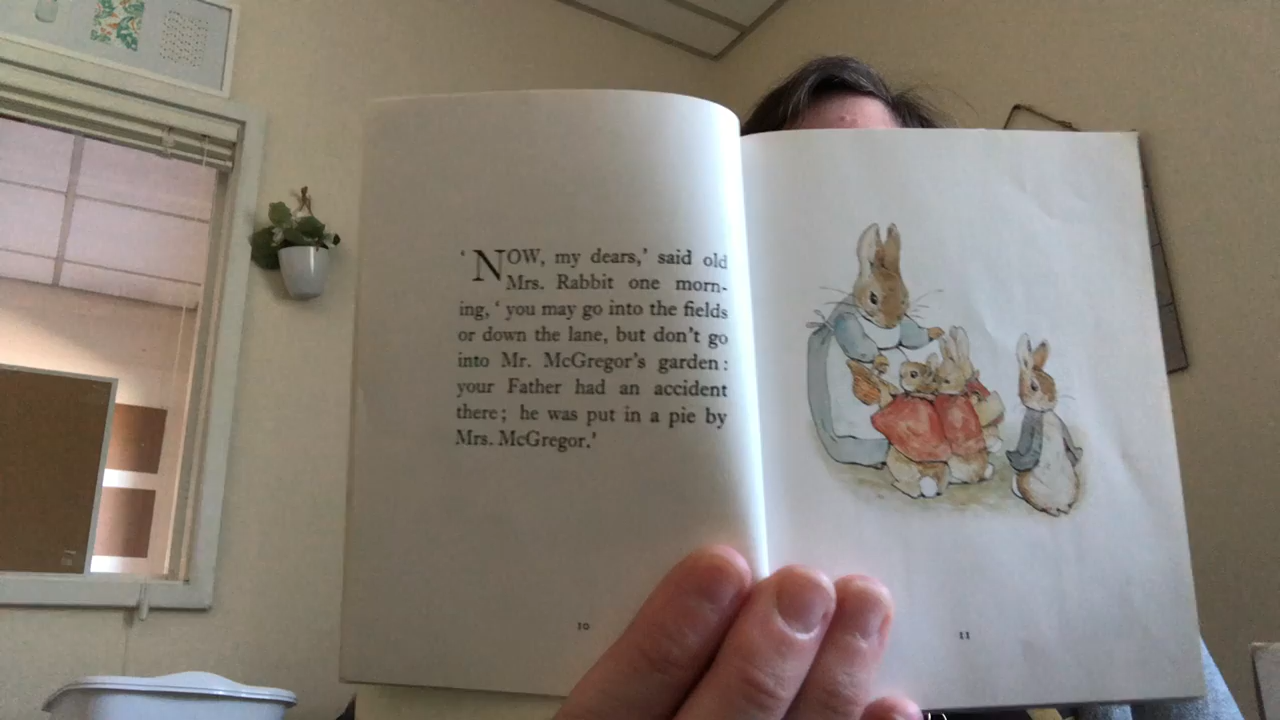 ‘ NOW, my dears,’ said old
Mrs. Rabbit one morn-
ing, ‘ you may go into the fields
or down the lane, but don’t go
into Mr. McGregor’s garden :
your Father had an accident
there ; he was put in a pie by
Mrs. McGregor.’
10
11